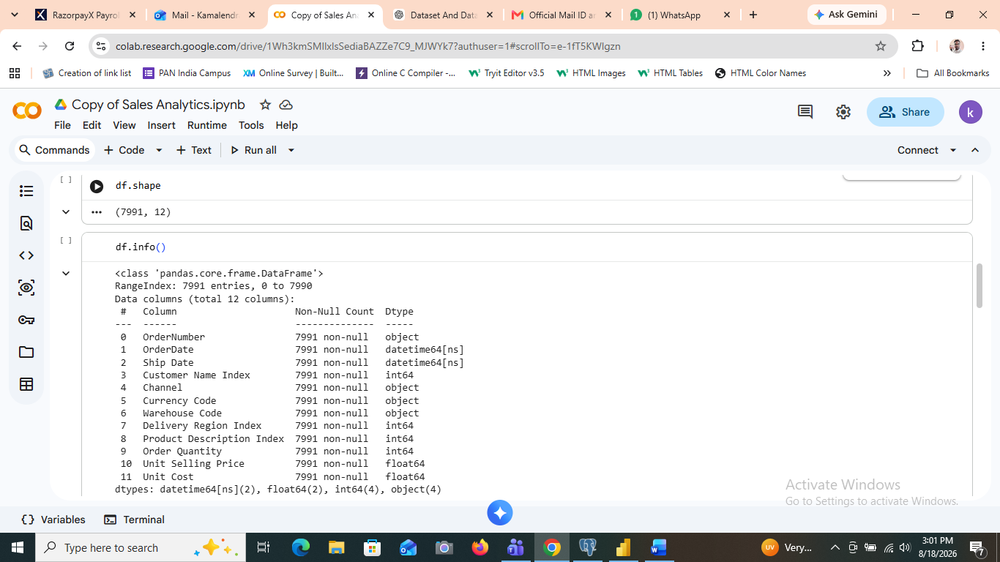 RazorpayX Payrol
Mail - Kamalendra
Copy of Sales Ana
Dataset And Data
Official Mail ID a
(1) WhatsApp
Ask Gemini
colab.research.google.com/drive/1Wh3kmSMIlxlsSediaBAZZe7C9_MJWYk7?authuser=1#scrollTo=e-1fT5KWlgzn
Creation of link list
PAN India Campus
XM Online Survey | Built...
Online C Compiler -...
Tryit Editor v3.5
HTML Images
HTML Tables
HTML Color Names
All Bookmarks
Copy of Sales Analytics.ipynb
File Edit View Insert Runtime Tools Help
Share
k
Commands + Code + Text Run all
Connect
[ ] df.shape
(7991, 12)
[ ] df.info()
<class 'pandas.core.frame.DataFrame'>
RangeIndex: 7991 entries, 0 to 7990
Data columns (total 12 columns):
# Column Non-Null Count Dtype
--- ------ -------------- -----
0 OrderNumber 7991 non-null object
1 OrderDate 7991 non-null datetime64[ns]
2 Ship Date 7991 non-null datetime64[ns]
3 Customer Name Index 7991 non-null int64
4 Channel 7991 non-null object
5 Currency Code 7991 non-null object
6 Warehouse Code 7991 non-null object
7 Delivery Region Index 7991 non-null int64
8 Product Description Index 7991 non-null int64
9 Order Quantity 7991 non-null int64
10 Unit Selling Price 7991 non-null float64
11 Unit Cost 7991 non-null float64
dtypes: datetime64[ns](2), float64(2), int64(4), object(4)
Activate Windows
Go to Settings to activate Windows.
Variables Terminal
Type here to search
UV Very...
3:01 PM
8/18/2026
7